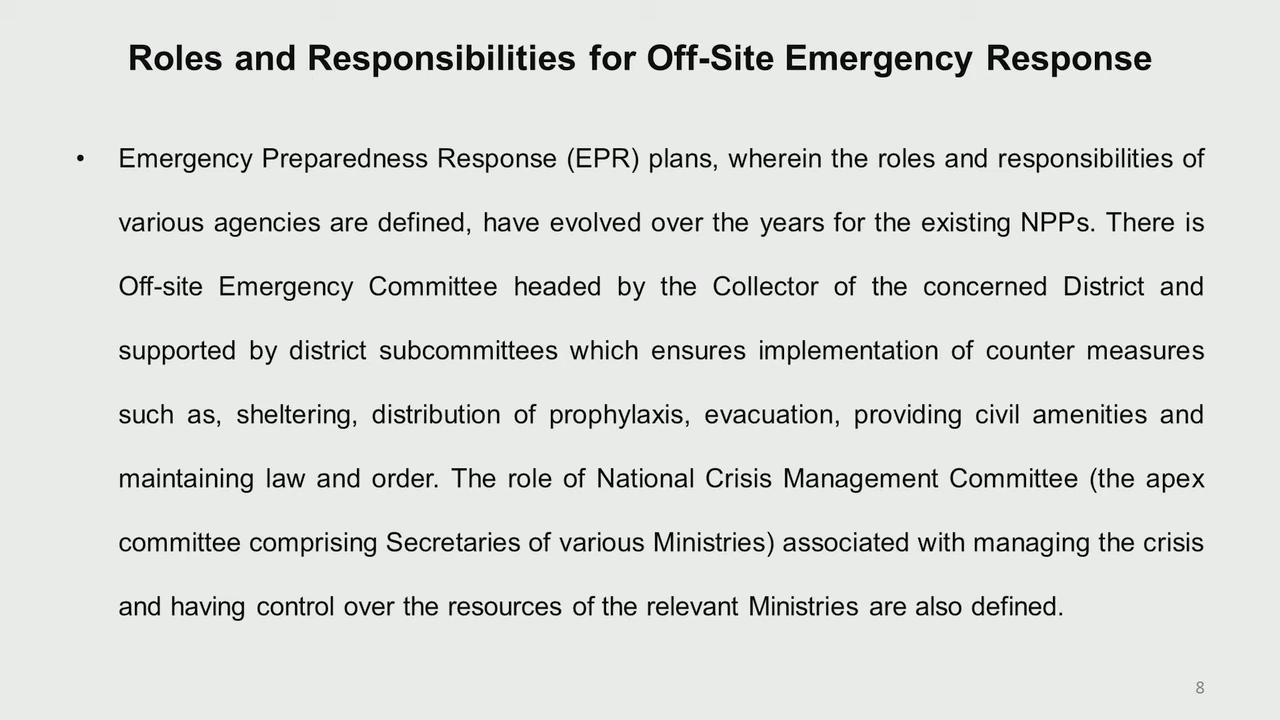 Roles and Responsibilities for Off-Site Emergency Response
• Emergency Preparedness Response (EPR) plans, wherein the roles and responsibilities of
various agencies are defined, have evolved over the years for the existing NPPs. There is
Off-site Emergency Committee headed by the Collector of the concerned District and
supported by district subcommittees which ensures implementation of counter measures
such as, sheltering, distribution of prophylaxis, evacuation, providing civil amenities and
maintaining law and order. The role of National Crisis Management Committee (the apex
committee comprising Secretaries of various Ministries) associated with managing the crisis
and having control over the resources of the relevant Ministries are also defined.
8